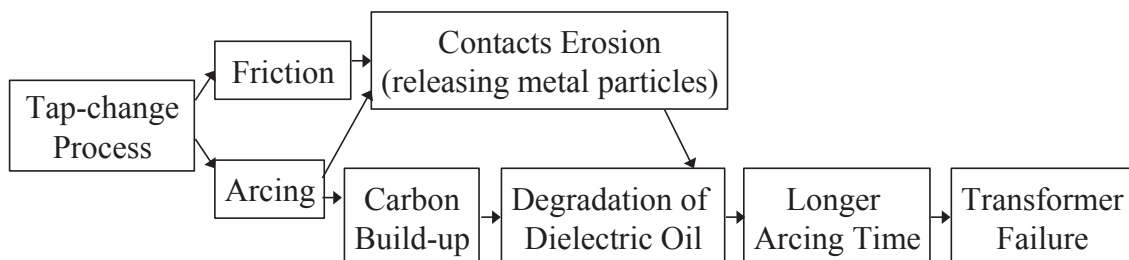 Tap-change
Process
Friction
Arcing
Contacts Erosion
(releasing metal particles)
Carbon
Build-up
Degradation of
Dielectric Oil
Longer
Arcing Time
Transformer
Failure